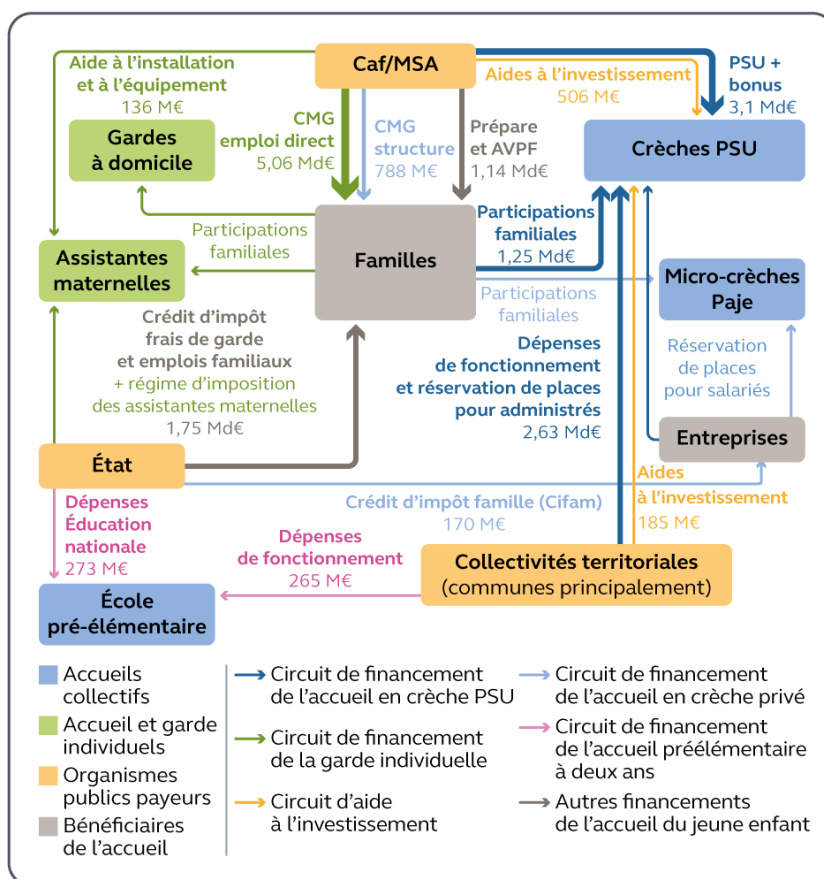 Caf/MSA
Aide à l'installation
et à l'équipement
136 M€
Aides à l'investissement
506 M€
PSU +
bonus
3,1 Md€
Gardes
à domicile
CMG
emploi direct
5,06 Md€
CMG
structure
788 M€
Prépare
et AVPF
1,14 Md€
Crèches PSU
Participations
familiales
Familles
Participations
familiales
1,25 Md€
Assistantes
maternelles
Micro-crèches
Paje
Participations
familiales
Crédit d'impôt
frais de garde
et emplois familiaux
+ régime d'imposition
des assistantes maternelles
1,75 Md€
Dépenses
de fonctionnement
et réservation de places
pour administrés
2,63 Md€
Réservation
de places
pour salariés
Entreprises
État
Aides
à l'investissement
185 M€
Dépenses
Éducation
nationale
273 M€
Crédit d'impôt famille (Cifam)
170 M€
Dépenses
de fonctionnement
265 M€
Collectivités territoriales
(communes principalement)
École
pré-élémentaire
Accueils
collectifs
Accueil et garde
individuels
Organismes
publics payeurs
Bénéficiaires
de l'accueil
Circuit de financement
de l'accueil en crèche PSU
Circuit de financement
de la garde individuelle
Circuit d'aide
à l'investissement
Circuit de financement
de l'accueil en crèche privé
Circuit de financement
de l'accueil préélémentaire
à deux ans
Autres financements
de l'accueil du jeune enfant